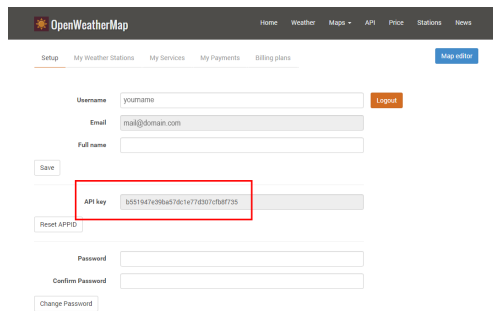 OpenWeatherMap
Home Weather Maps API Price Stations News
Setup My Weather Stations My Services My Payments Billing plans Map editor
Username yourname Logout
Email mail@domain.com
Full name
Save
API key b551947e39ba57dc1e77d307cfb8f735
Reset APPID
Password
Confirm Password
Change Password